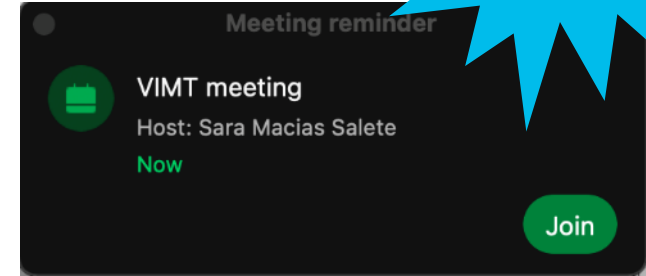 Meeting reminder
VIMT meeting
Host: Sara Macias Salete
Now
Join